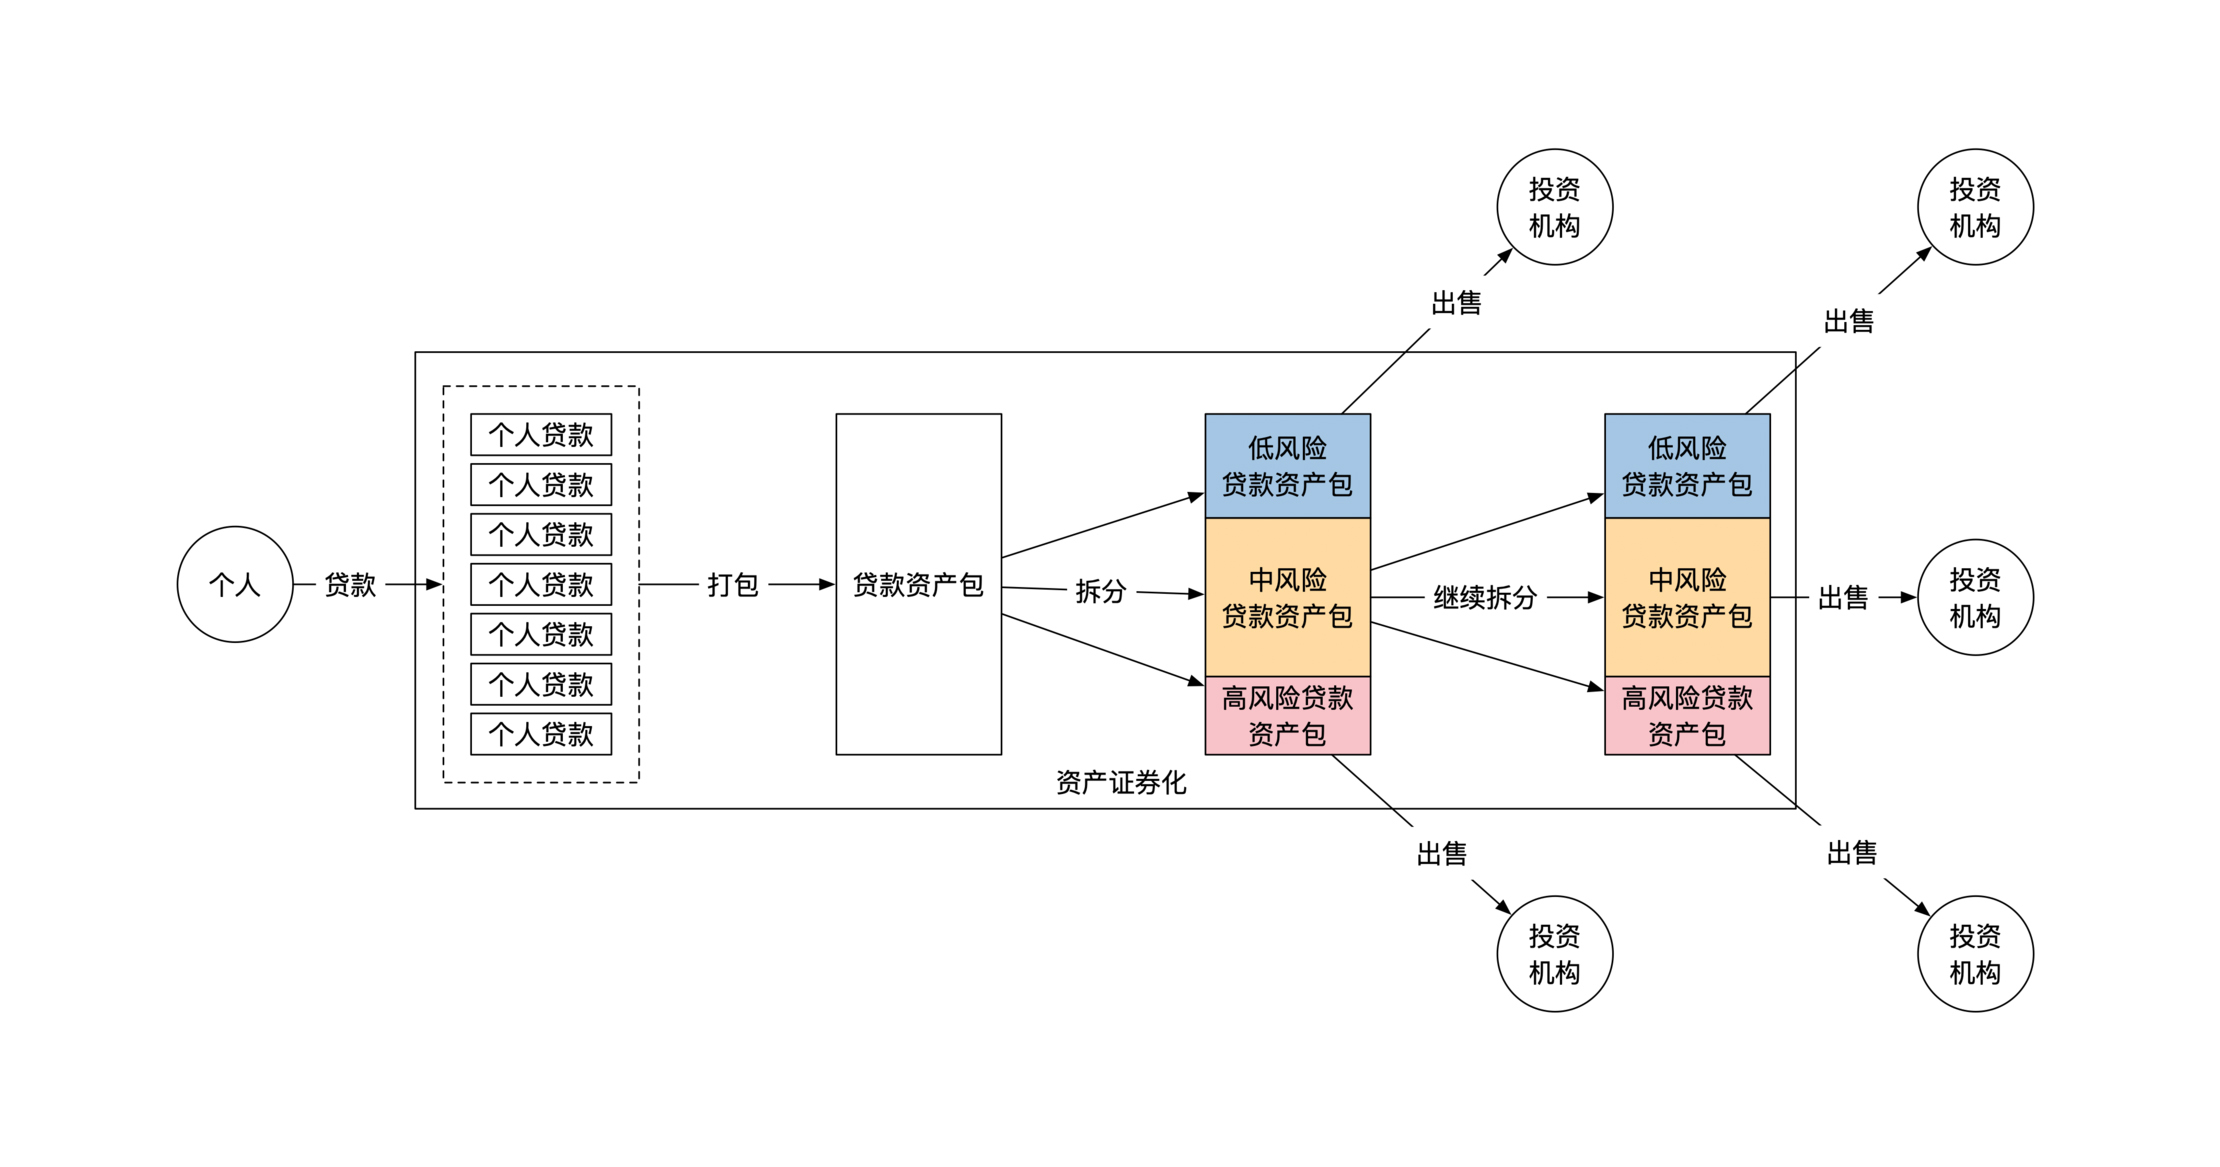 个人
贷款
个人贷款
个人贷款
个人贷款
个人贷款
个人贷款
个人贷款
个人贷款
打包
贷款资产包
拆分
低风险
贷款资产包
中风险
贷款资产包
高风险贷款
资产包
出售
投资
机构
出售
投资
机构
继续拆分
低风险
贷款资产包
中风险
贷款资产包
高风险贷款
资产包
出售
投资
机构
出售
投资
机构
出售
投资
机构
资产证券化